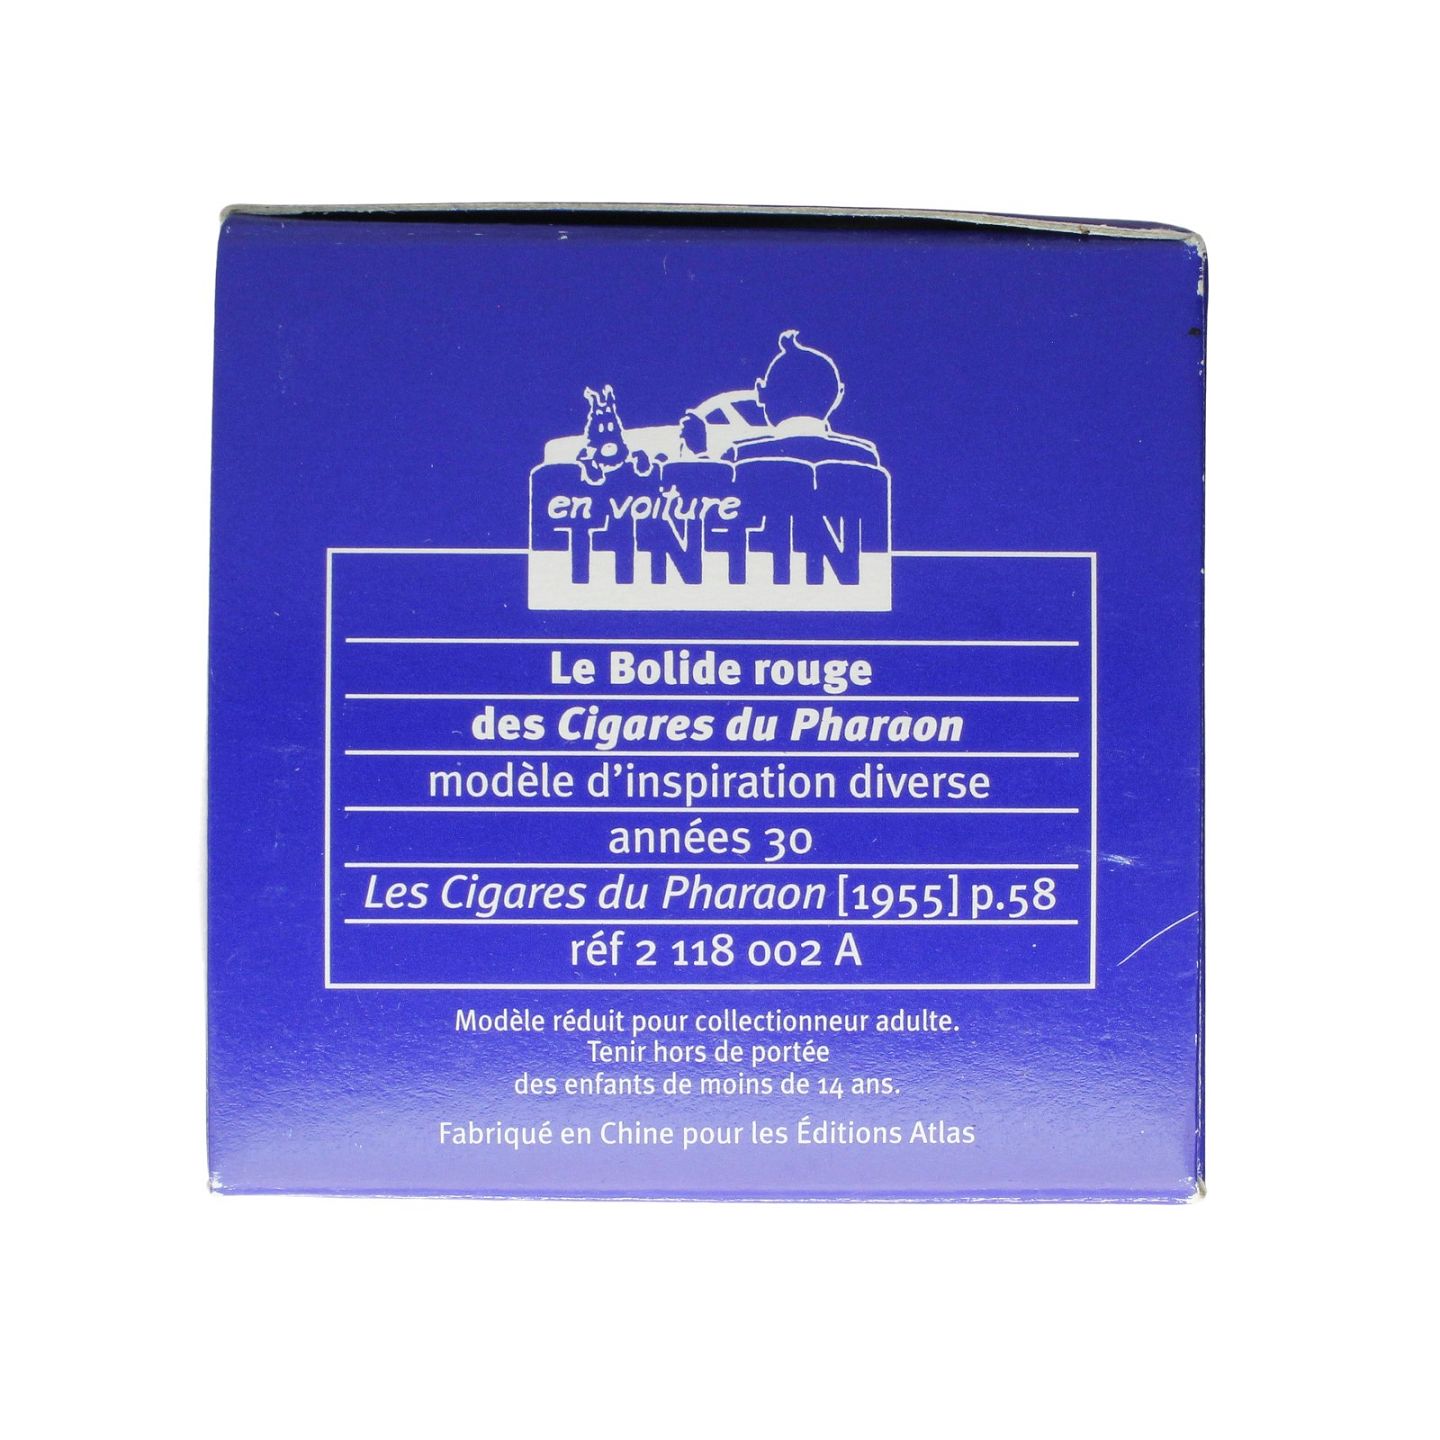 en voiture
TINTIN
Le Bolide rouge
des Cigares du Pharaon
modèle d'inspiration diverse
années 30
Les Cigares du Pharaon [1955] p.58
réf 2 118 002 A
Modèle réduit pour collectionneur adulte.
Tenir hors de portée
des enfants de moins de 14 ans.
Fabriqué en Chine pour les Éditions Atlas